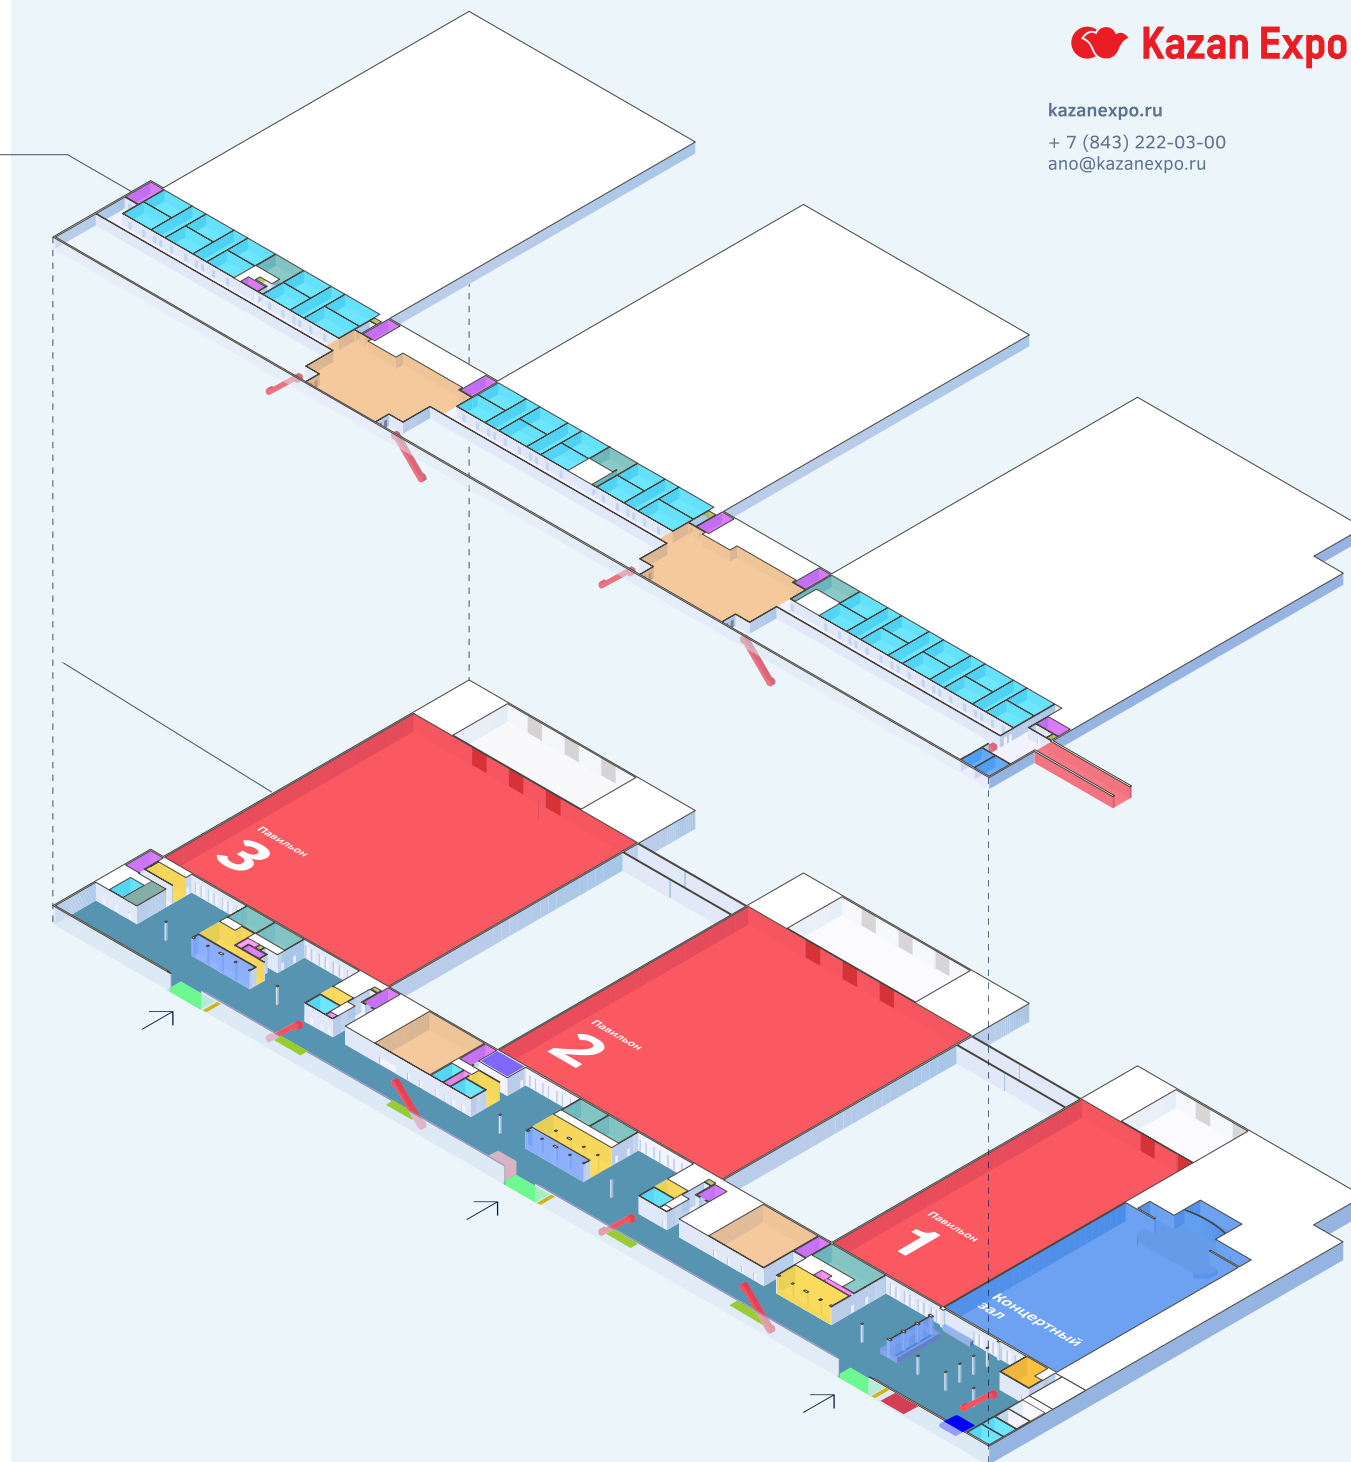 Kazan Expo
kazanexpo.ru
+ 7 (843) 222-03-00
ano@kazanexpo.ru
Павильон
3
Павильон
2
Павильон
1
Концертный
зал